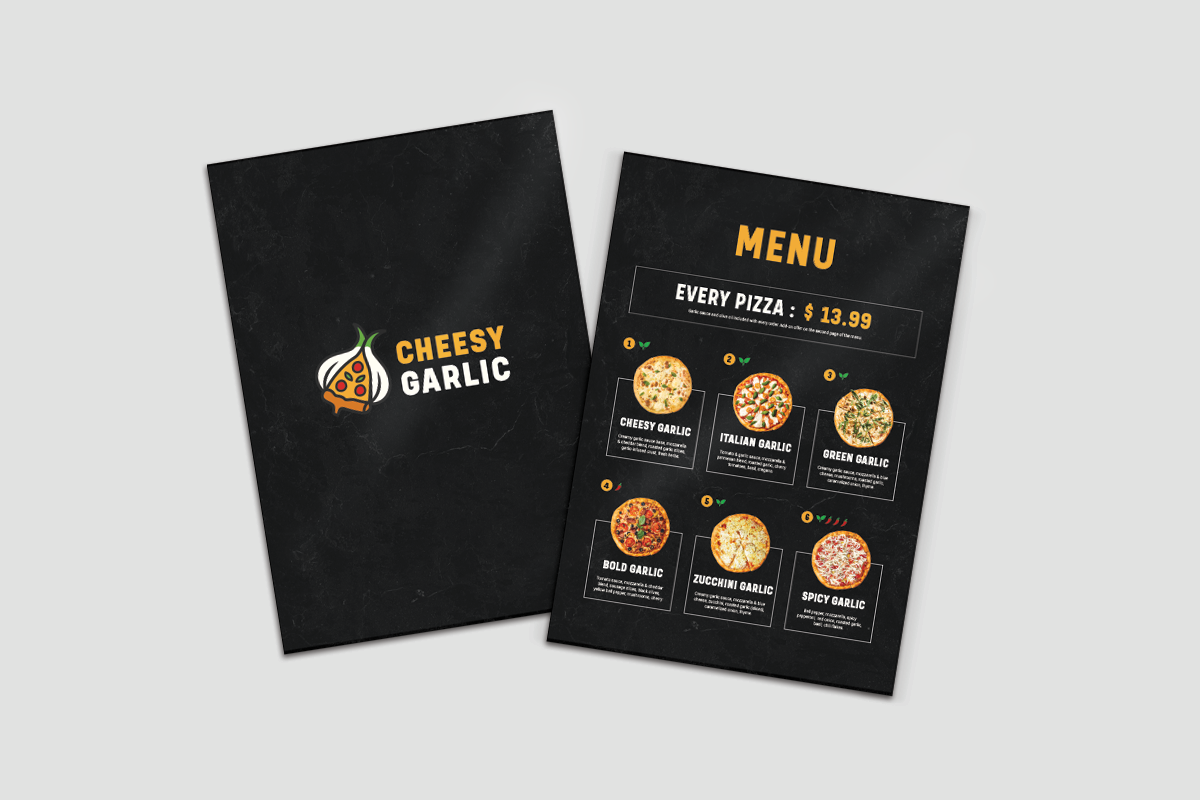 CHEESY
GARLIC
MENU
EVERY PIZZA : $ 13.99
Garlic sauce and olive oil included with every order. add-on offer on the second page of the menu
1
CHEESY GARLIC
Creamy garlic sauce base, mozzarella
& cheddar blend, roasted garlic slices,
garlic-infused crust, fresh herbs.
2
ITALIAN GARLIC
Tomato & garlic sauce, mozzarella &
parmesan blend, roasted garlic, cherry
tomatoes, basil, oregano.
3
GREEN GARLIC
Creamy garlic sauce, mozzarella & blue
cheese, mushrooms, roasted garlic,
caramelized onion, thyme.
4
BOLD GARLIC
Tomato sauce, mozzarella & cheddar
blend, sausage slices, black olives,
yellow bell pepper, mushrooms, cherry
5
ZUCCHINI GARLIC
Creamy garlic sauce, mozzarella & blue
cheese, zucchini, roasted garlic
caramelized onion, thyme.
6
SPICY GARLIC
Bell pepper, mozzarella, spicy
pepperoni, red onion, roasted garlic,
basil, chili flakes